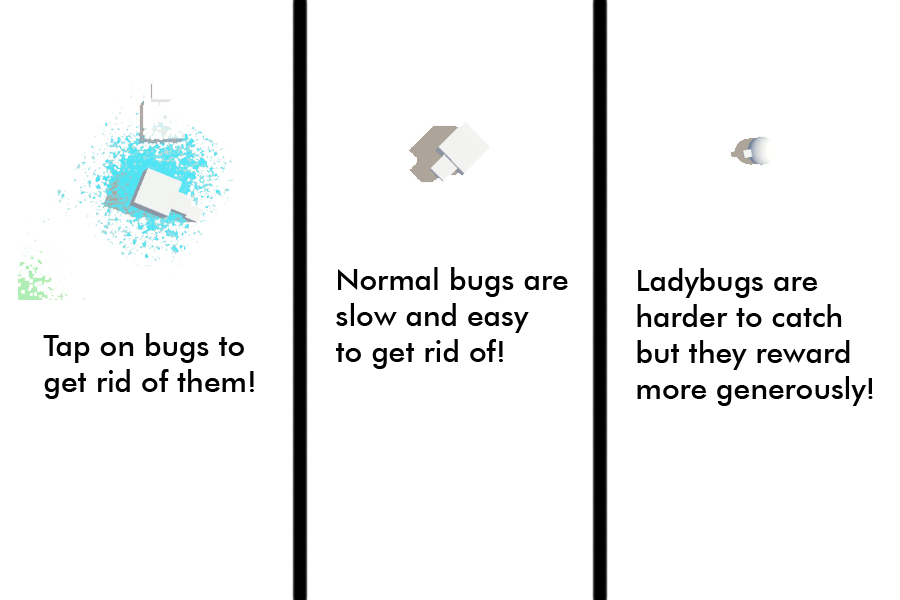 Tap on bugs to
get rid of them!
Normal bugs are
slow and easy
to get rid of!
Ladybugs are
harder to catch
but they reward
more generously!